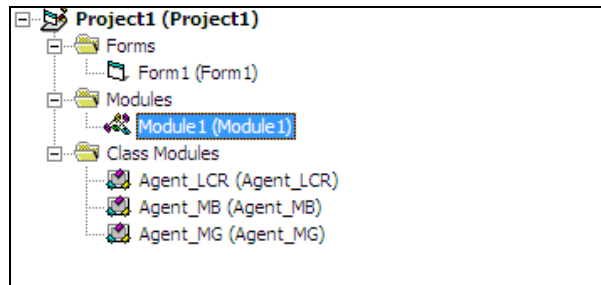 Project1 (Project1)
Forms
Form1 (Form1)
Modules
Module1 (Module1)
Class Modules
Agent_LCR (Agent_LCR)
Agent_MB (Agent_MB)
Agent_MG (Agent_MG)